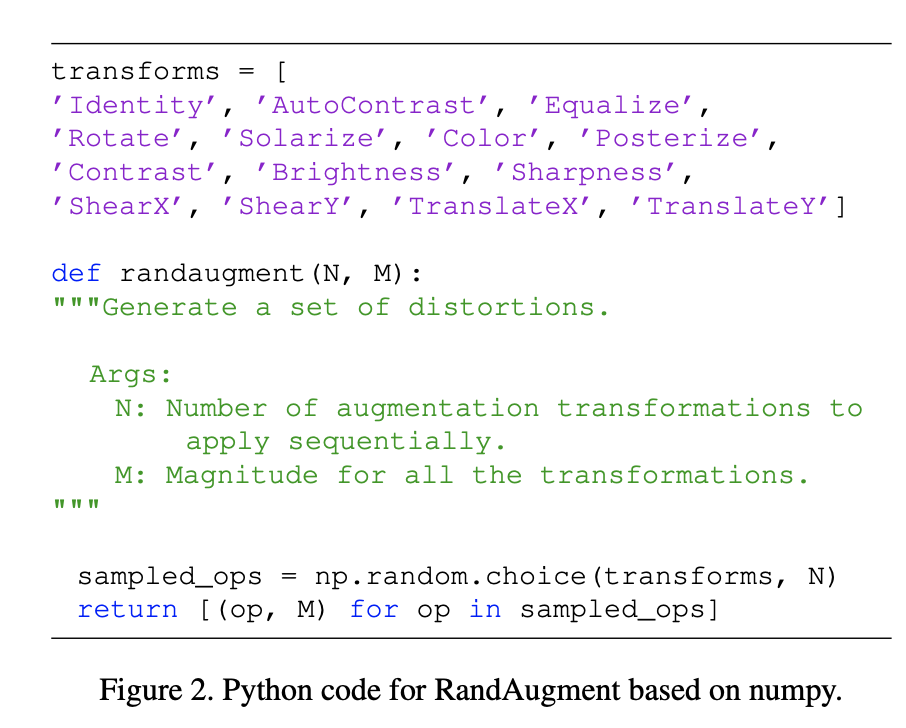 transforms = [
’Identity’, ’AutoContrast’, ’Equalize’,
’Rotate’, ’Solarize’, ’Color’, ’Posterize’,
’Contrast’, ’Brightness’, ’Sharpness’,
’ShearX’, ’ShearY’, ’TranslateX’, ’TranslateY’]
def randaugment(N, M):
"""Generate a set of distortions.
Args:
N: Number of augmentation transformations to
apply sequentially.
M: Magnitude for all the transformations.
"""
sampled_ops = np.random.choice(transforms, N)
return [(op, M) for op in sampled_ops]
Figure 2. Python code for RandAugment based on numpy.